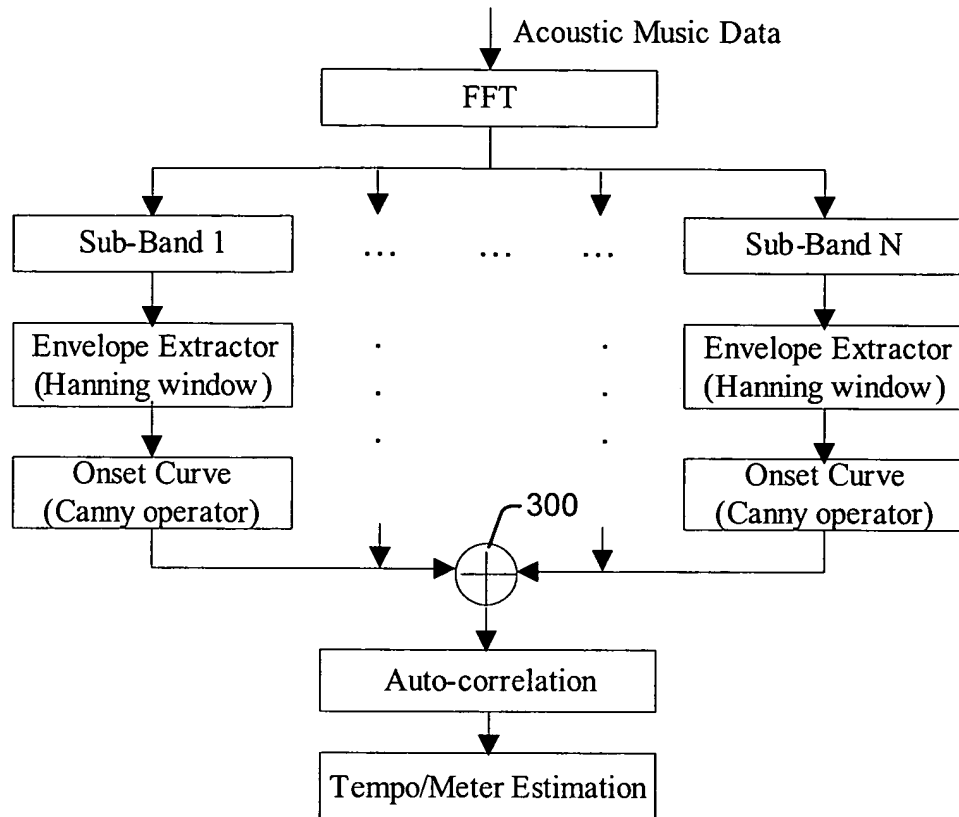 Acoustic Music Data
FFT
Sub-Band 1
... ... ...
Sub-Band N
Envelope Extractor
(Hanning window)
Envelope Extractor
(Hanning window)
Onset Curve
(Canny operator)
Onset Curve
(Canny operator)
300
Auto-correlation
Tempo/Meter Estimation